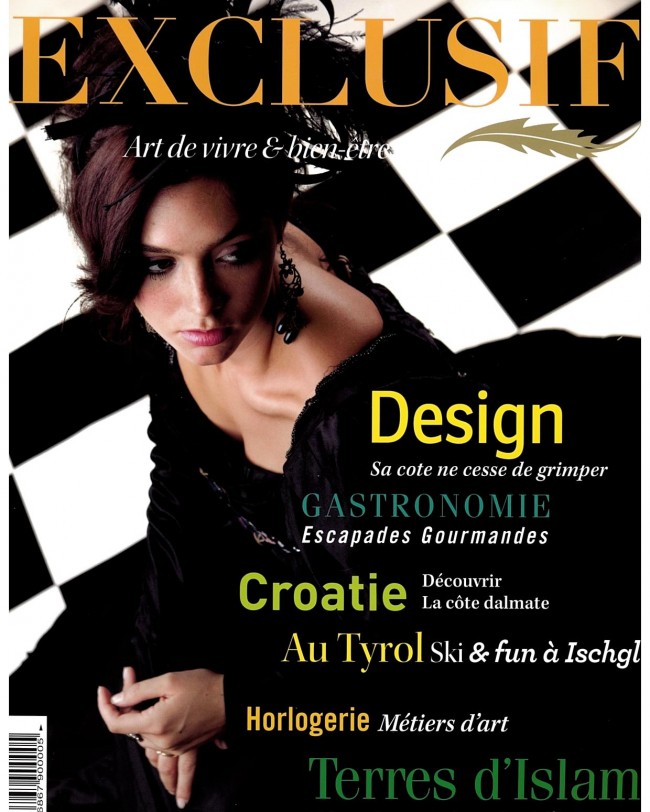 EXCLUSIF
Art de vivre & bien-être
Design
Sa cote ne cesse de grimper
GASTRONOMIE
Escapades Gourmandes
Croatie Découvrir
La côte dalmate
Au Tyrol Ski & fun à Ischgl
Horlogerie Métiers d'art
Terres d'Islam